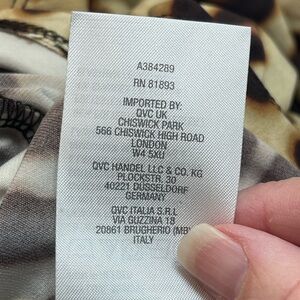 A384289
RN 81893
IMPORTED BY:
QVC UK
CHISWICK PARK
566 CHISWICK HIGH ROAD
LONDON
W4 5XU
QVC HANDEL LLC & CO. KG
PLOCKSTR. 30
40221 DUSSELDORF
GERMANY
QVC ITALIA S.R.L
VIA GUZZINA 18
20861 BRUGHERIO (MB)
ITALY